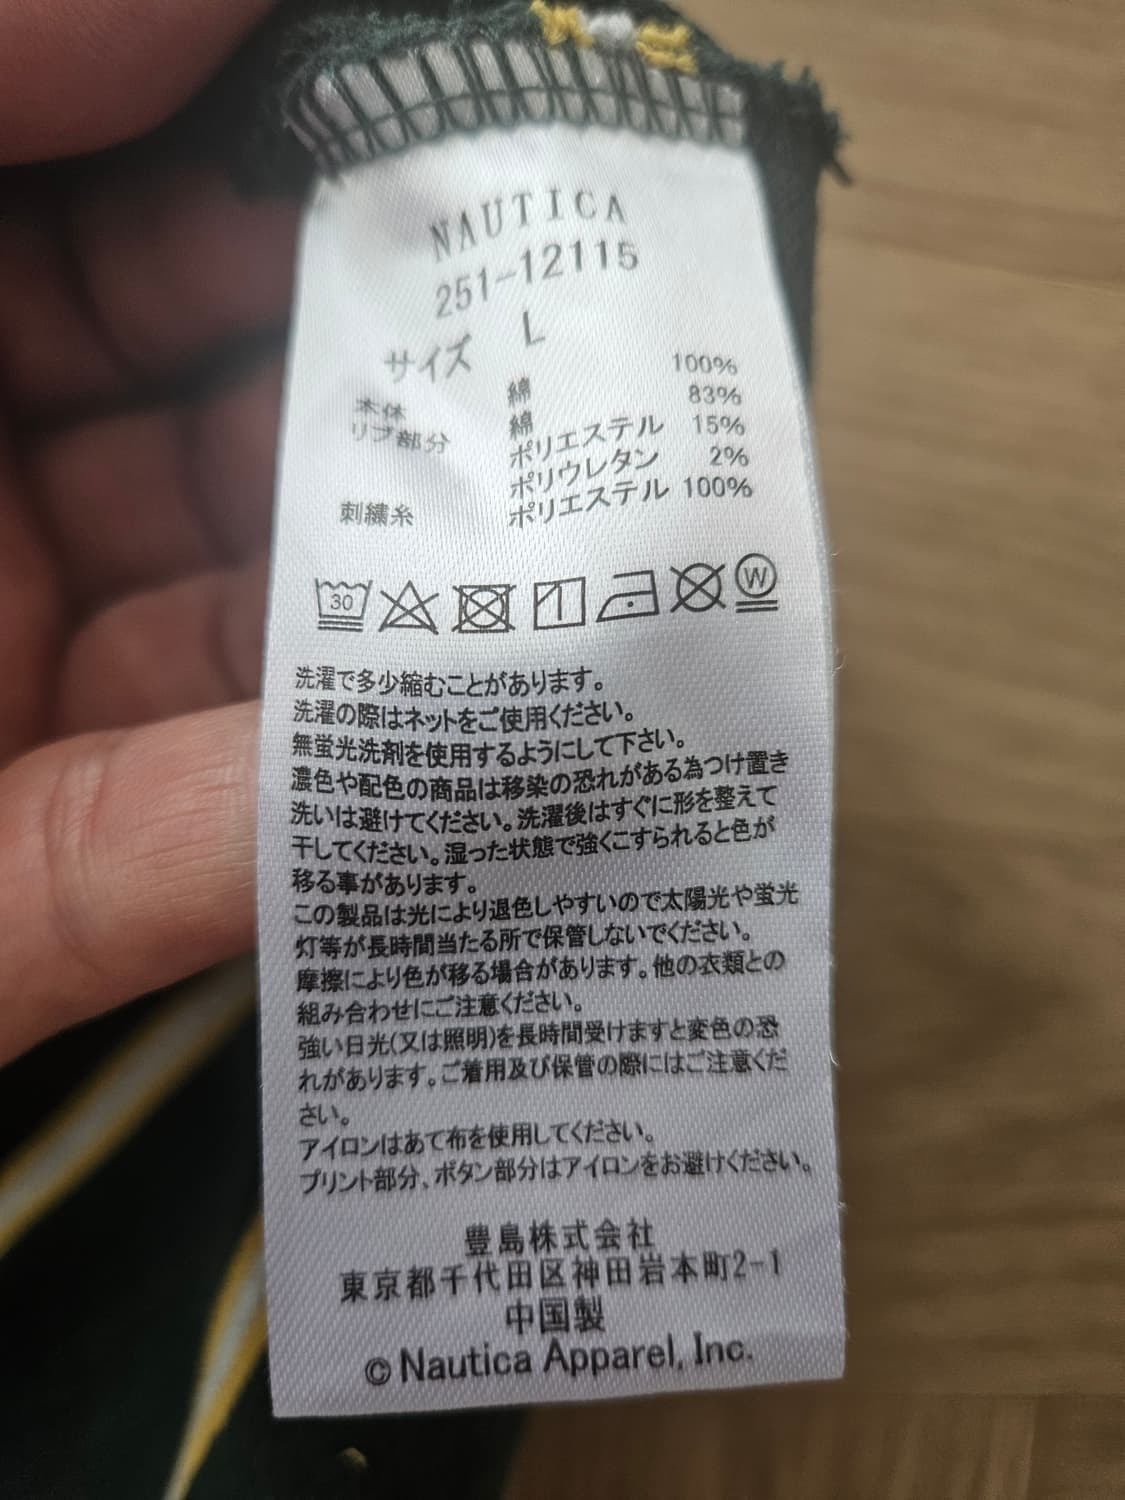 NAUTICA
251-12115
サイズ L
本体 綿 100%
リブ部分 綿 83%
ポリエステル 15%
ポリウレタン 2%
刺繍糸 ポリエステル 100%
30 W
洗濯で多少縮むことがあります。
洗濯の際はネットをご使用ください。
無蛍光洗剤を使用するようにして下さい。
濃色や配色の商品は移染の恐れがある為つけ置き
洗いは避けてください。洗濯後はすぐに形を整えて
干してください。湿った状態で強くこすられると色が
移る事があります。
この製品は光により退色しやすいので太陽光や蛍光
灯等が長時間当たる所で保管しないでください。
摩擦により色が移る場合があります。他の衣類との
組み合わせにご注意ください。
強い日光(又は照明)を長時間受けますと変色の恐
れがあります。ご着用及び保管の際にはご注意くだ
さい。
アイロンはあて布を使用してください。
プリント部分、ボタン部分はアイロンをお避けください。
豊島株式会社
東京都千代田区神田岩本町2-1
中国製
©Nautica Apparel, Inc.